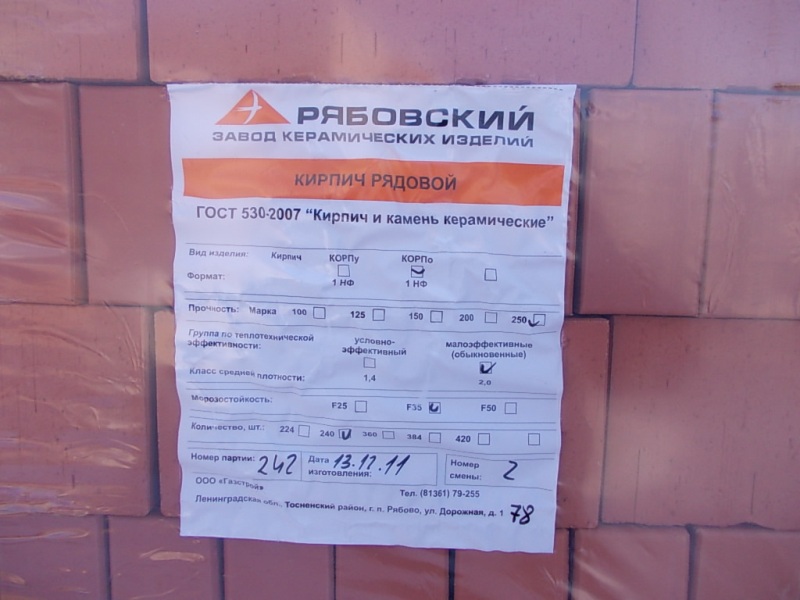 РЯБОВСКИЙ
ЗАВОД КЕРАМИЧЕСКИХ ИЗДЕЛИЙ
КИРПИЧ РЯДОВОЙ
ГОСТ 530-2007 “Кирпич и камень керамические”
Вид изделия: Кирпич КОРПу КОРПо
Формат: 1 НФ 1 НФ
Прочность: Марка 100 125 150 200 250
Группа по теплотехнической эффективности: условно-эффективный малоэффективные (обыкновенные)
Класс средней плотности: 1,4 2,0
Морозостойкость: F25 F35 F50
Количество, шт.: 224 240 360 384 420
Номер партии: 242 Дата изготовления: 13.12.11 Номер смены: 2
ООО «Газстрой» Тел. (81361) 79-255
Ленинградская обл., Тосненский район, г. п. Рябово, ул. Дорожная, д. 1
78